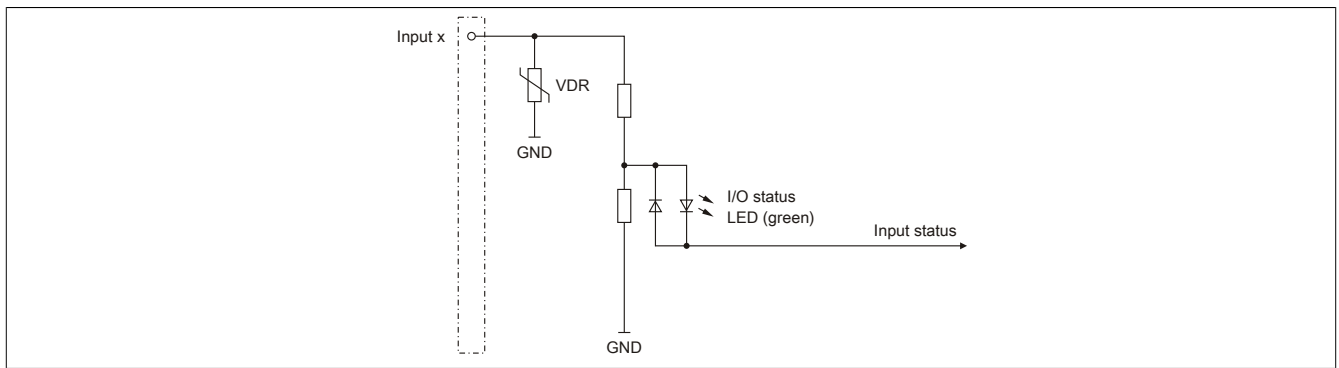 Input x
VDR
GND
I/O status
LED (green)
Input status
GND